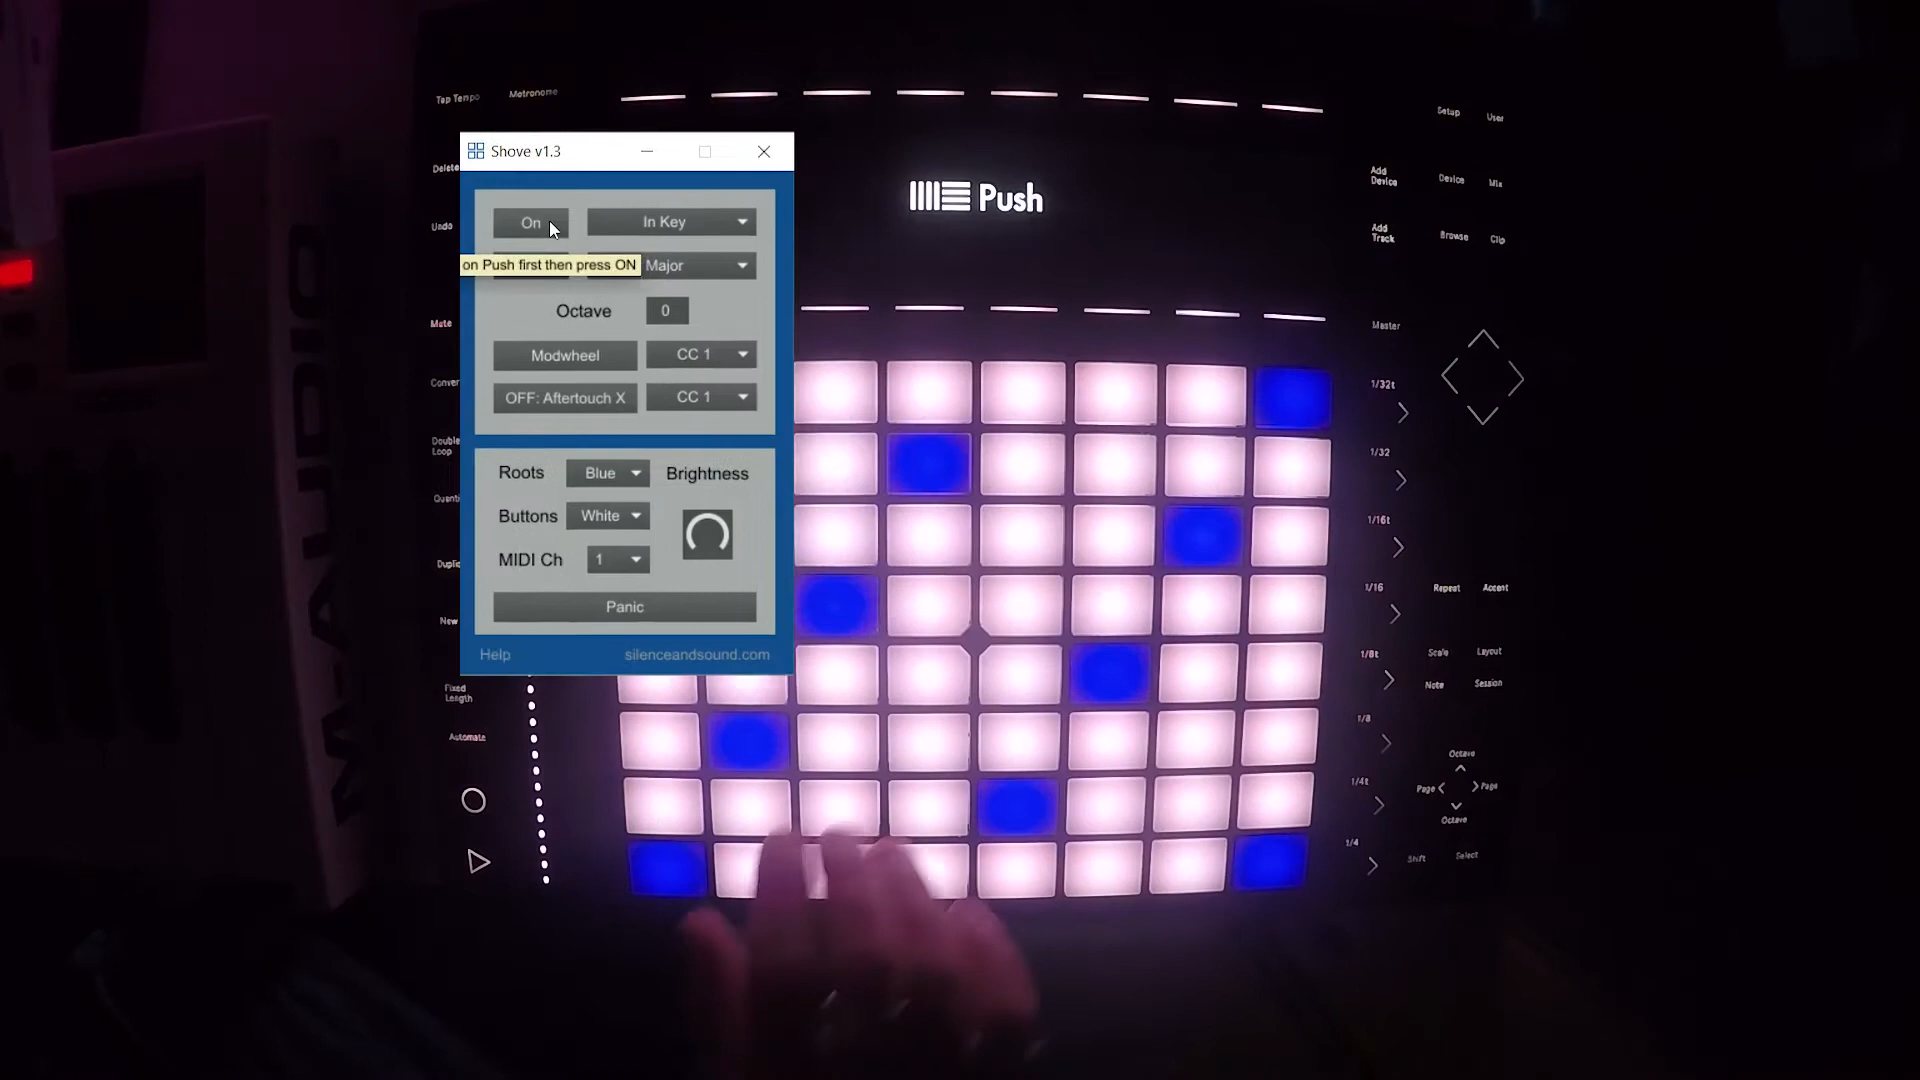 Tap Tempo
Metronome
Setup
User
Shove v1.3
Delete
Add
Device
Device
Mix
Push
Undo
On
In Key
Add
Track
Browse
Clip
on Push first then press ON
Major
Octave
0
Mute
Master
Modwheel
CC 1
Conver
OFF: Aftertouch X
CC 1
1/32t
Double
Loop
1/32
Roots
Blue
Brightness
Quanti
Buttons
White
1/16t
MIDI Ch
1
Duplic
1/16
Repeat
Accent
Panic
New
Help
silenceandsound.com
1/8t
Scale
Layout
Note
Session
Fixed
Length
1/8
Automate
Octave
1/4t
Page
Page
Octave
1/4
Shift
Select
M-AUDIO